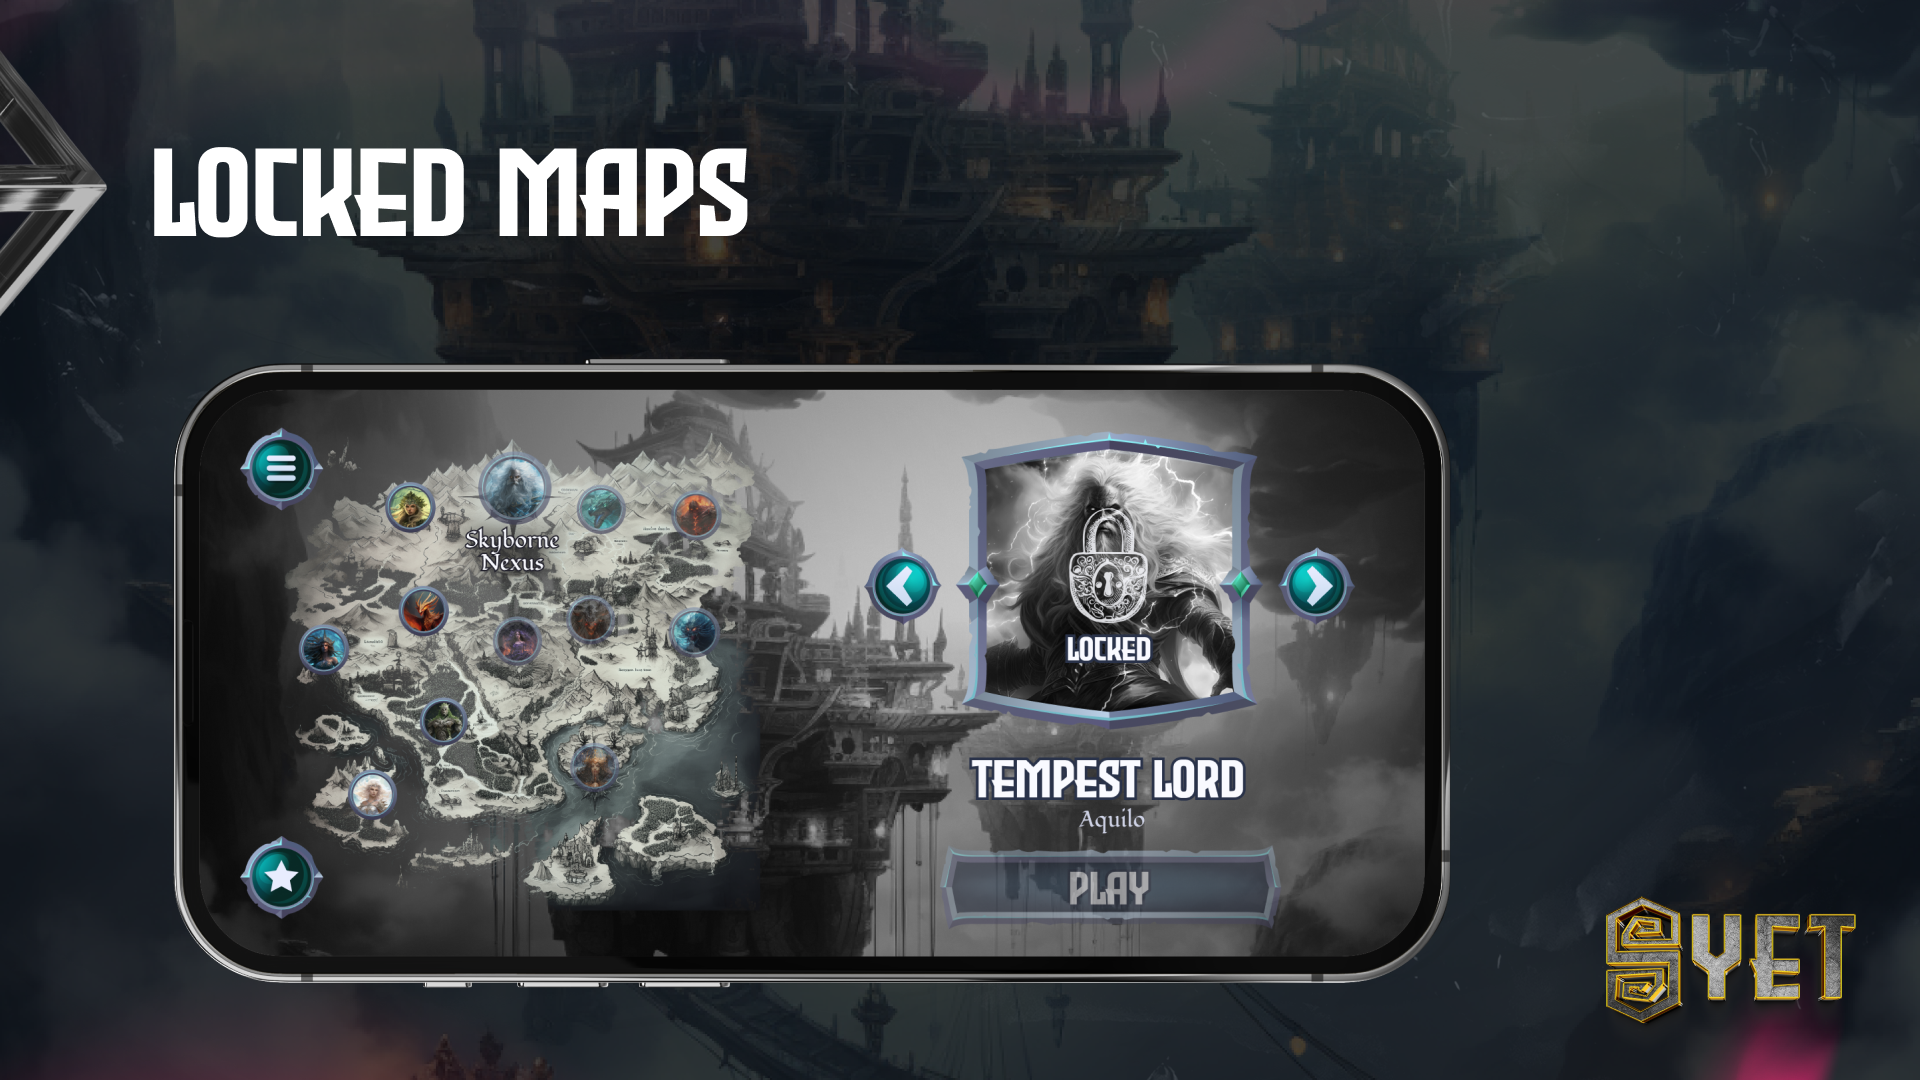 LOCKED MAPS
Skyborne
Nexus
LOCKED
TEMPEST LORD
Aquilo
PLAY
SYET